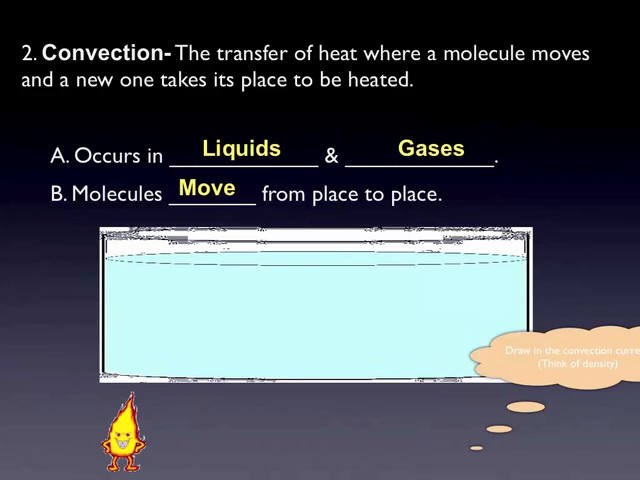 2. Convection- The transfer of heat where a molecule moves
and a new one takes its place to be heated.
A. Occurs in Liquids & Gases.
B. Molecules Move from place to place.
Draw in the convection curre
(Think of density)